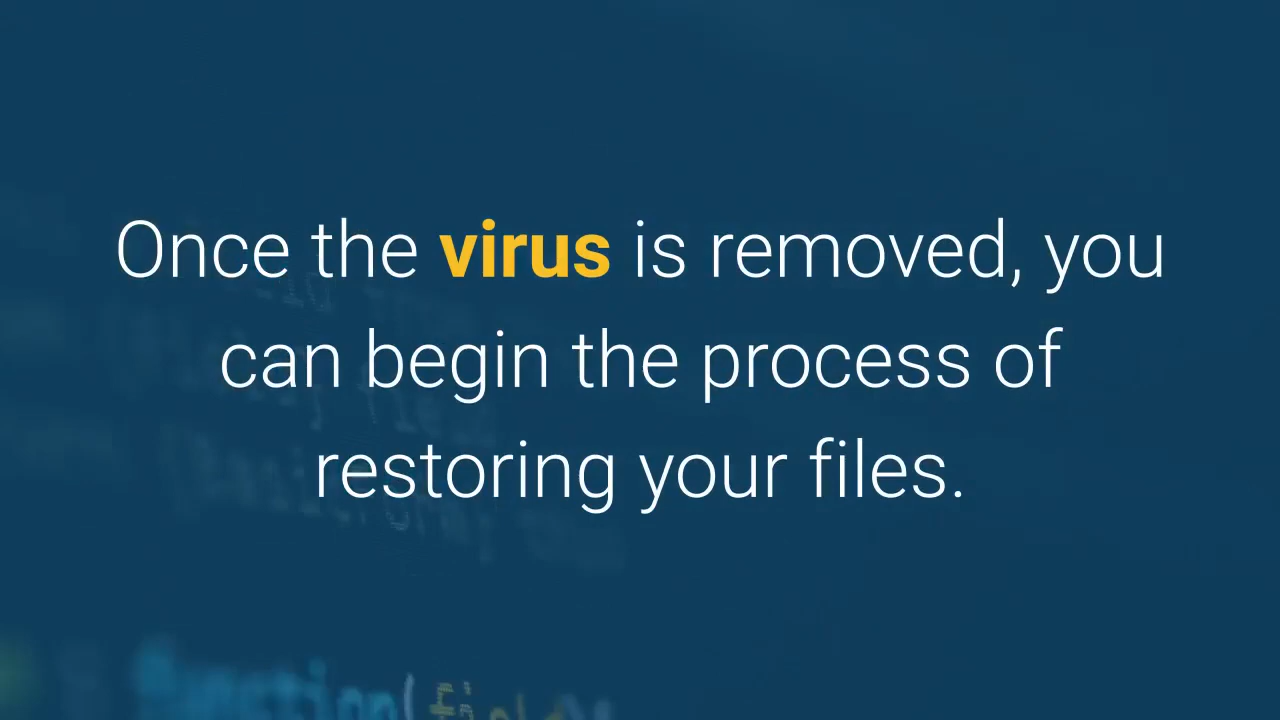 Once the virus is removed, you
can begin the process of
restoring your files.